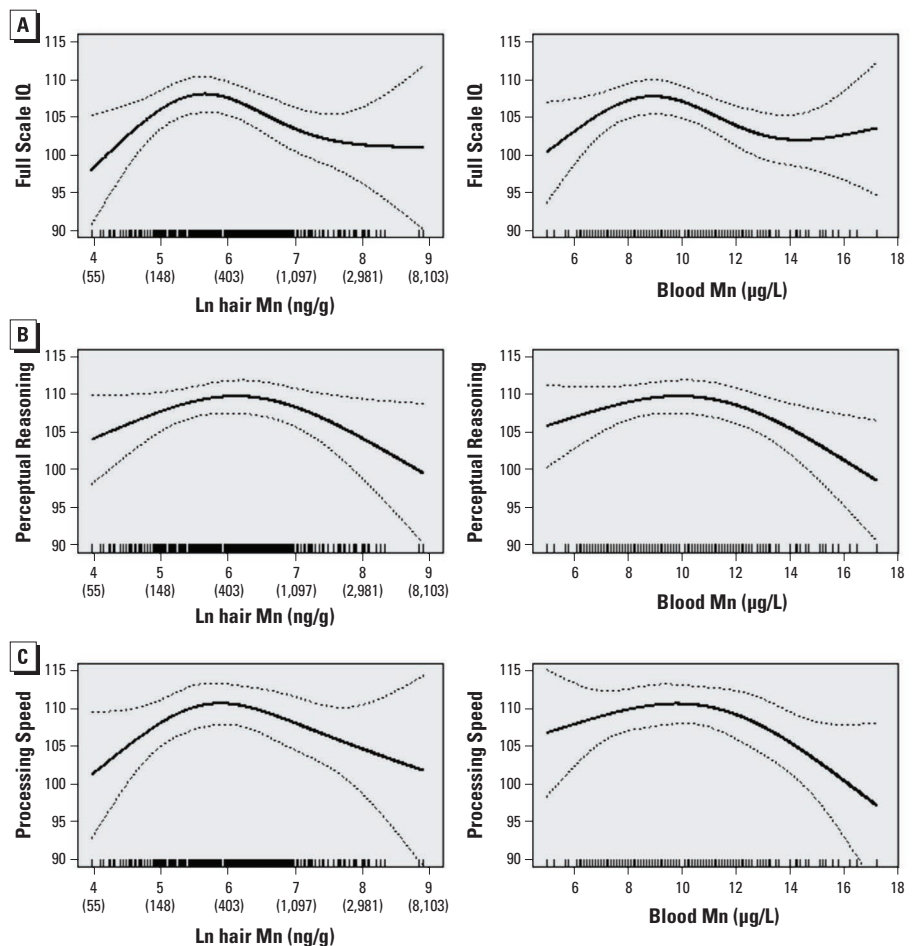 A
115
110
105
100
95
90
Full Scale IQ
4 5 6 7 8 9
(55) (148) (403) (1,097) (2,981) (8,103)
Ln hair Mn (ng/g)
115
110
105
100
95
90
Full Scale IQ
6 8 10 12 14 16 18
Blood Mn (µg/L)
B
115
110
105
100
95
90
Perceptual Reasoning
4 5 6 7 8 9
(55) (148) (403) (1,097) (2,981) (8,103)
Ln hair Mn (ng/g)
115
110
105
100
95
90
Perceptual Reasoning
6 8 10 12 14 16 18
Blood Mn (µg/L)
C
115
110
105
100
95
90
Processing Speed
4 5 6 7 8 9
(55) (148) (403) (1,097) (2,981) (8,103)
Ln hair Mn (ng/g)
115
110
105
100
95
90
Processing Speed
6 8 10 12 14 16 18
Blood Mn (µg/L)